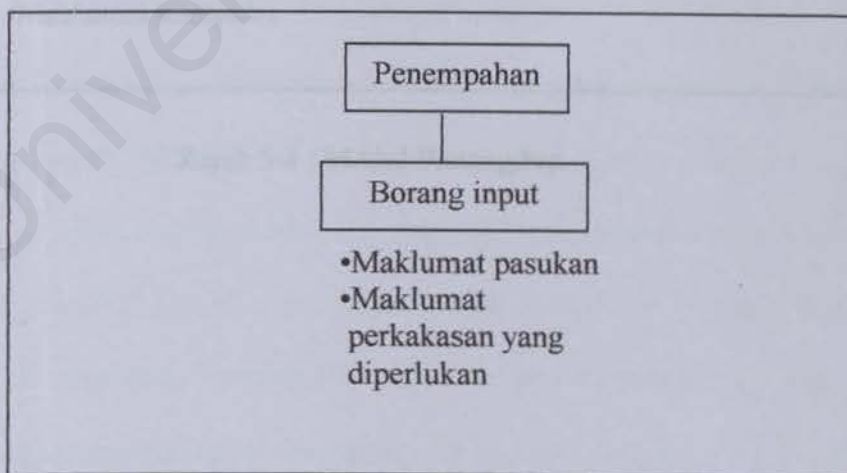 Penempahan
Borang input
•Maklumat pasukan
•Maklumat
perkakasan yang
diperlukan